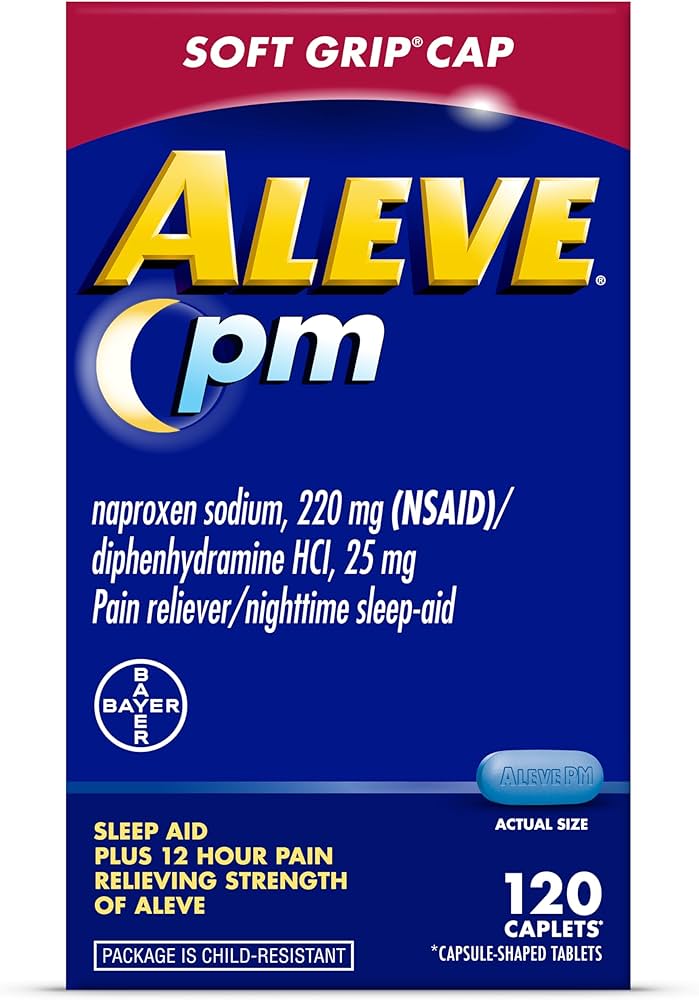 SOFT GRIP® CAP
ALEVE®
pm
naproxen sodium, 220 mg (NSAID)/
diphenhydramine HCl, 25 mg
Pain reliever/nighttime sleep-aid
BAYER
BAYER
ALEVE PM
ACTUAL SIZE
SLEEP AID
PLUS 12 HOUR PAIN
RELIEVING STRENGTH
OF ALEVE
120
CAPLETS*
*CAPSULE-SHAPED TABLETS
PACKAGE IS CHILD-RESISTANT